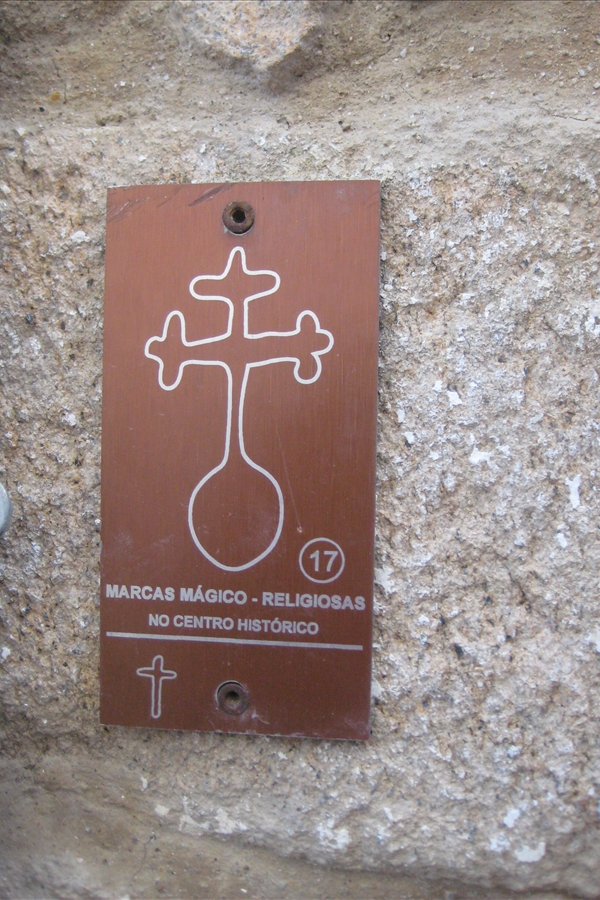 17
MARCAS MÁGICO - RELIGIOSAS
NO CENTRO HISTÓRICO